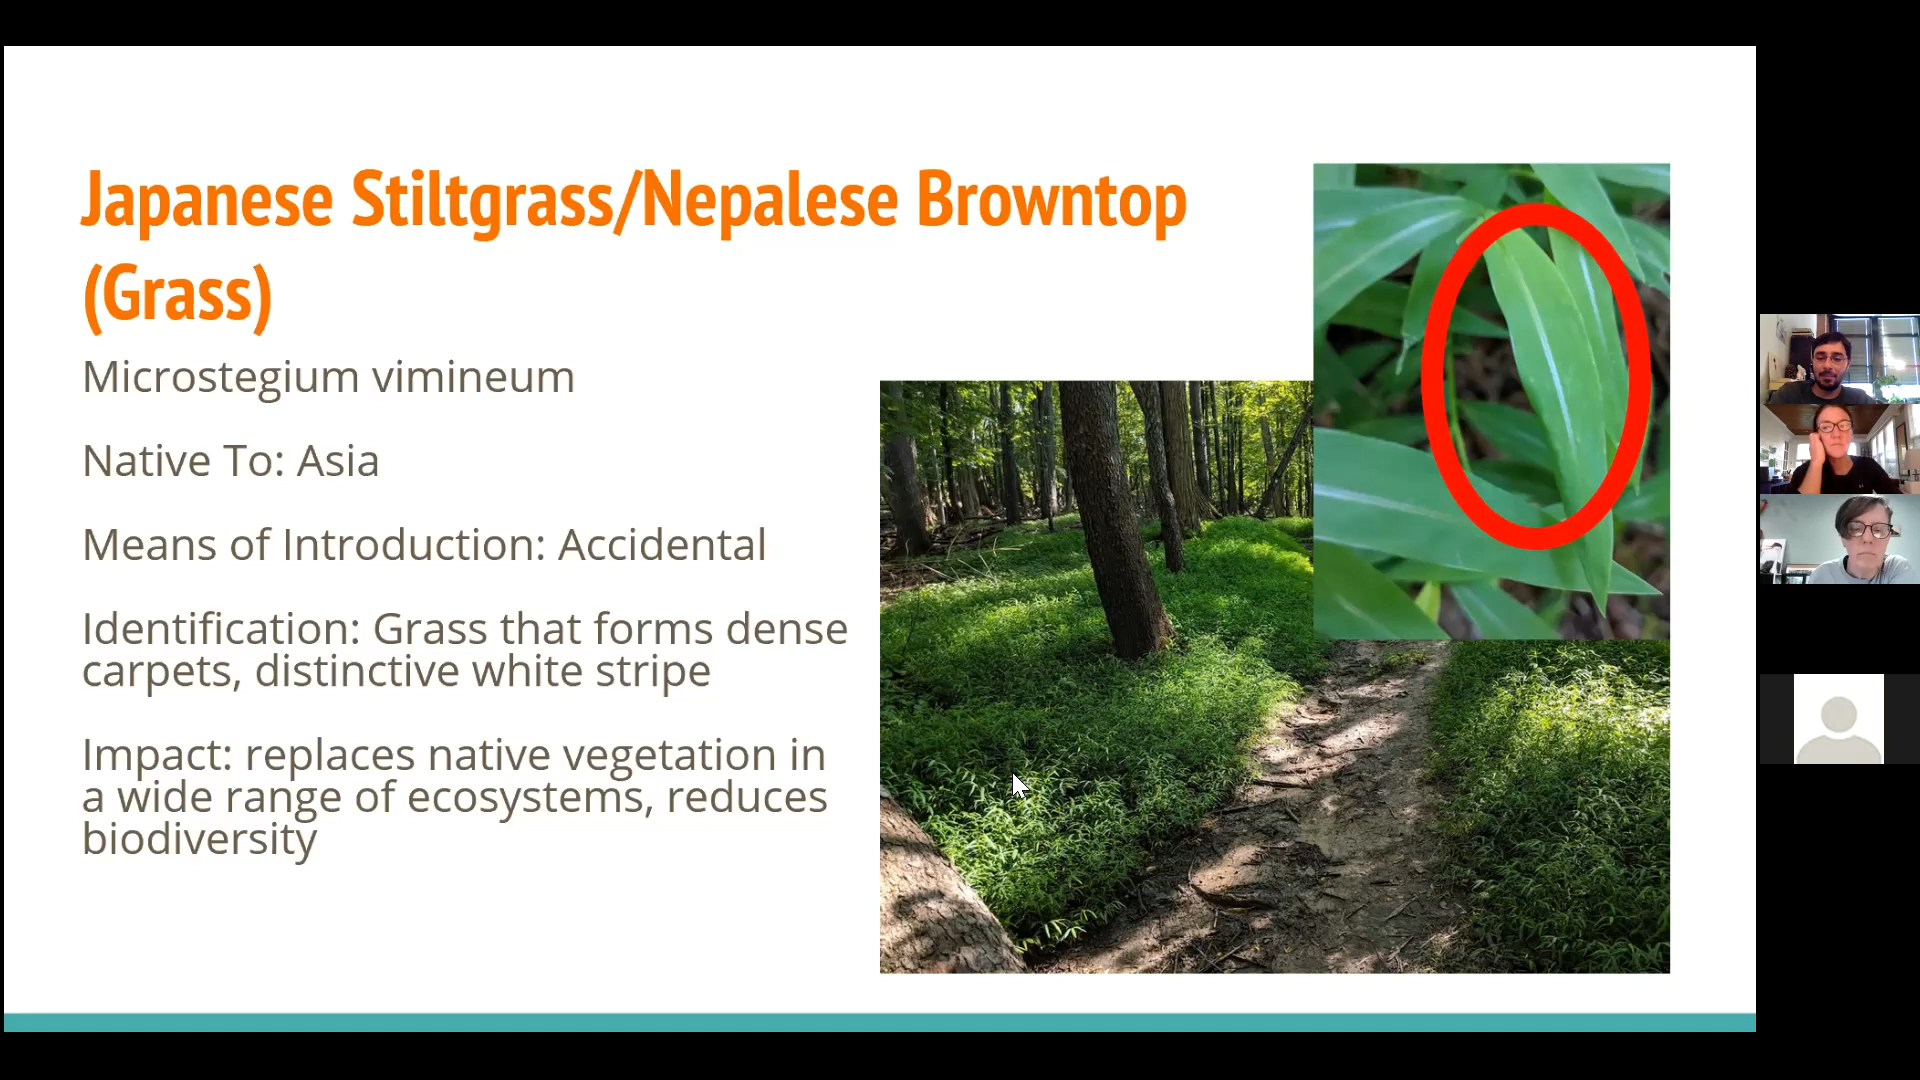 Japanese Stiltgrass/Nepalese Browntop
(Grass)
Microstegium vimineum
Native To: Asia
Means of Introduction: Accidental
Identification: Grass that forms dense
carpets, distinctive white stripe
Impact: replaces native vegetation in
a wide range of ecosystems, reduces
biodiversity